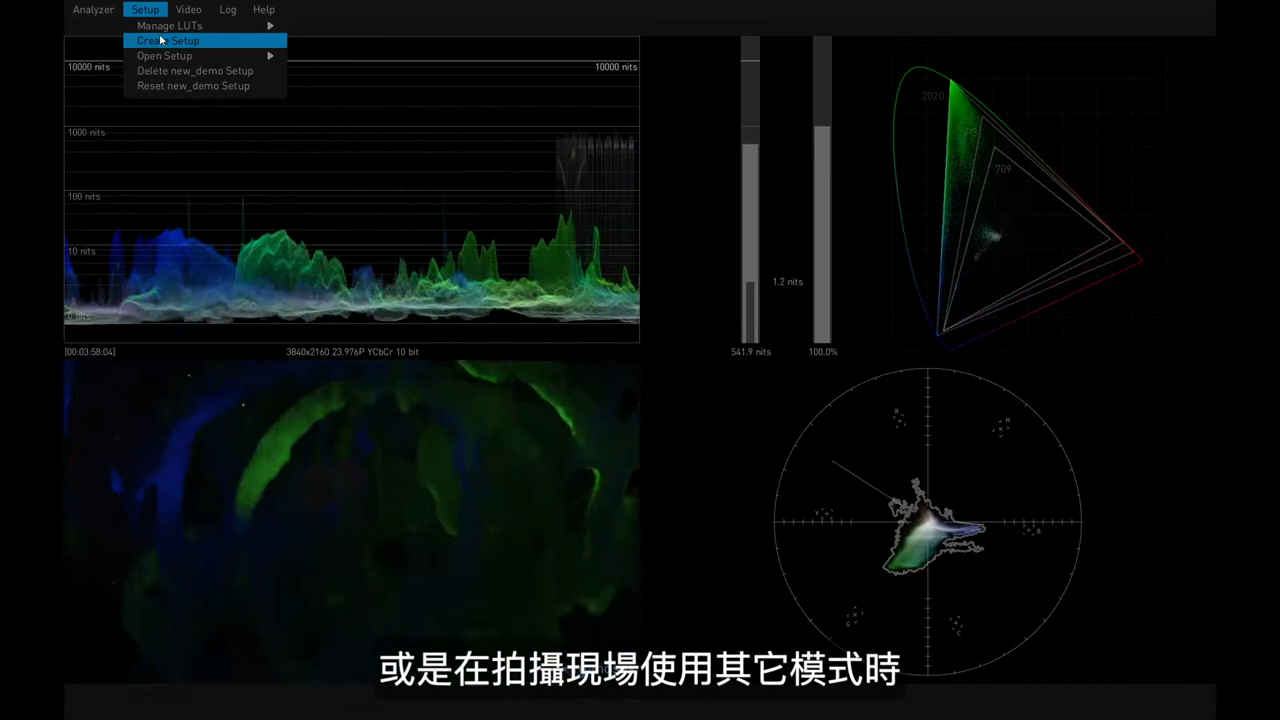 Analyzer Setup Video Log Help
Manage LUTs
Create Setup
Open Setup
Delete new_demo Setup
Reset new_demo Setup
10000 nits 10000 nits
1000 nits
100 nits
10 nits
0 nits
[00:03:58:04] 3840x2160 23.976P YCbCr 10 bit
1.2 nits
541.9 nits 100.0%
2020
P3
709
R
M
Y
B
G
C
或是在拍攝現場使用其它模式時